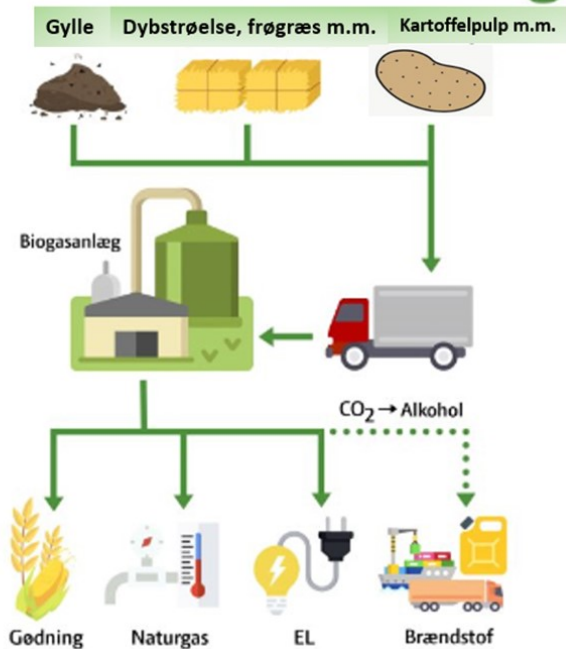 Gylle
Dybstrøelse, frøgræs m.m.
Kartoffelpulp m.m.
Biogasanlæg
CO₂→Alkohol
Gødning
Naturgas
EL
Brændstof